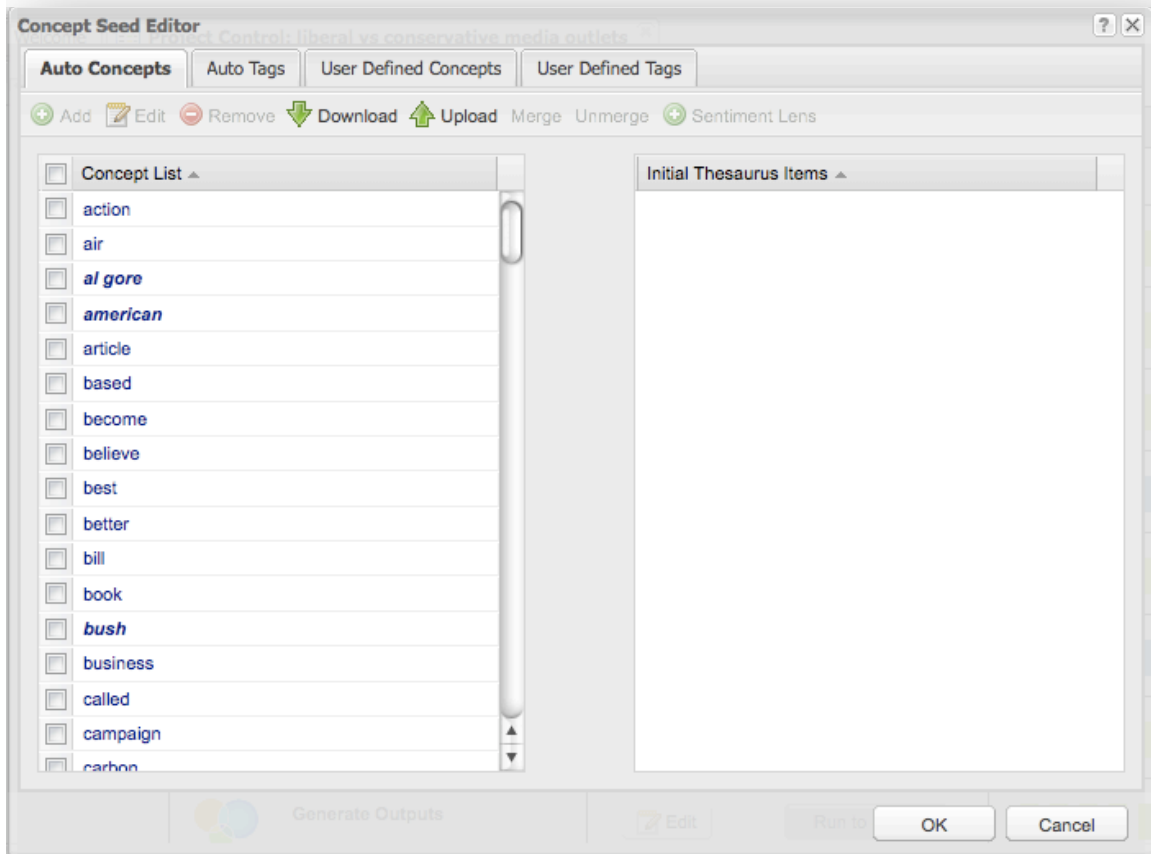 Concept Seed Editor ?
Welcome Project Control: liberal vs conservative media outlets
Auto Concepts Auto Tags User Defined Concepts User Defined Tags
Add Edit Remove Download Upload Merge Unmerge Sentiment Lens
Concept List Initial Thesaurus Items
action
air
al gore
american
article
based
become
believe
best
better
bill
book
bush
business
called
campaign
carbon
Generate Outputs Edit Run to OK Cancel